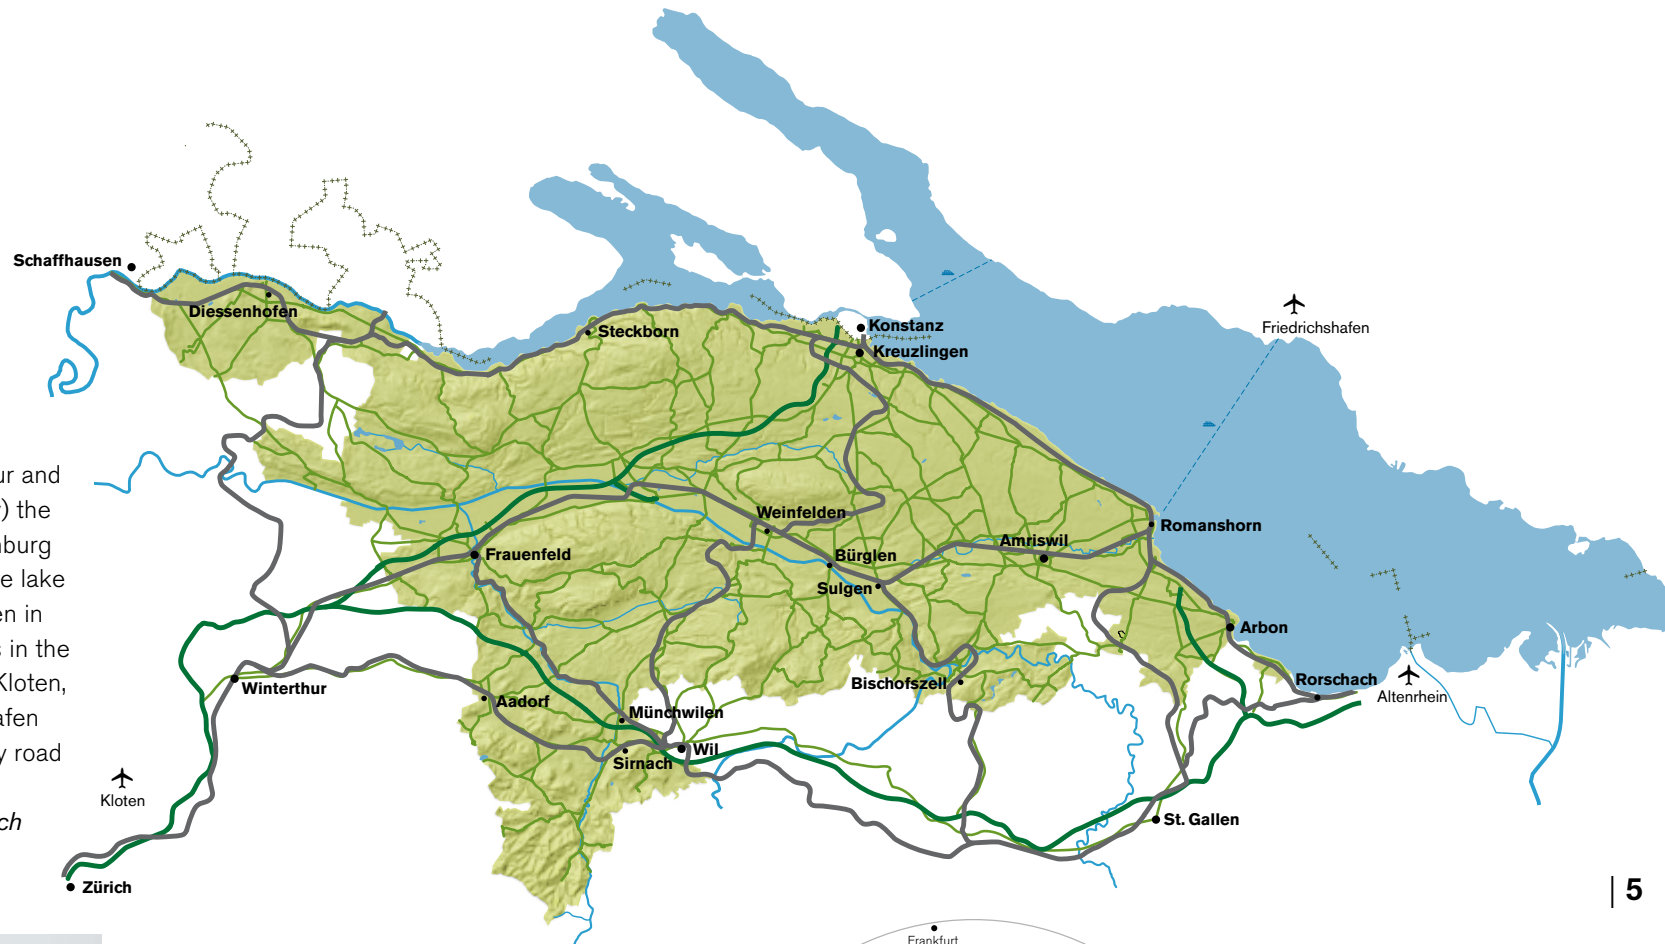 ur and
) the
burg
e lake
en in
s in the
Kloten,
afen
y road
ch
Schaffhausen
Diessenhofen
Steckborn
Konstanz
Kreuzlingen
Friedrichshafen
Weinfelden
Romanshorn
Amriswil
Frauenfeld
Bürglen
Sulgen
Arbon
Winterthur
Aadorf
Bischofszell
Rorschach
Altenrhein
Münchwilen
Wil
Sirnach
Kloten
St. Gallen
Zürich
| 5
Frankfurt